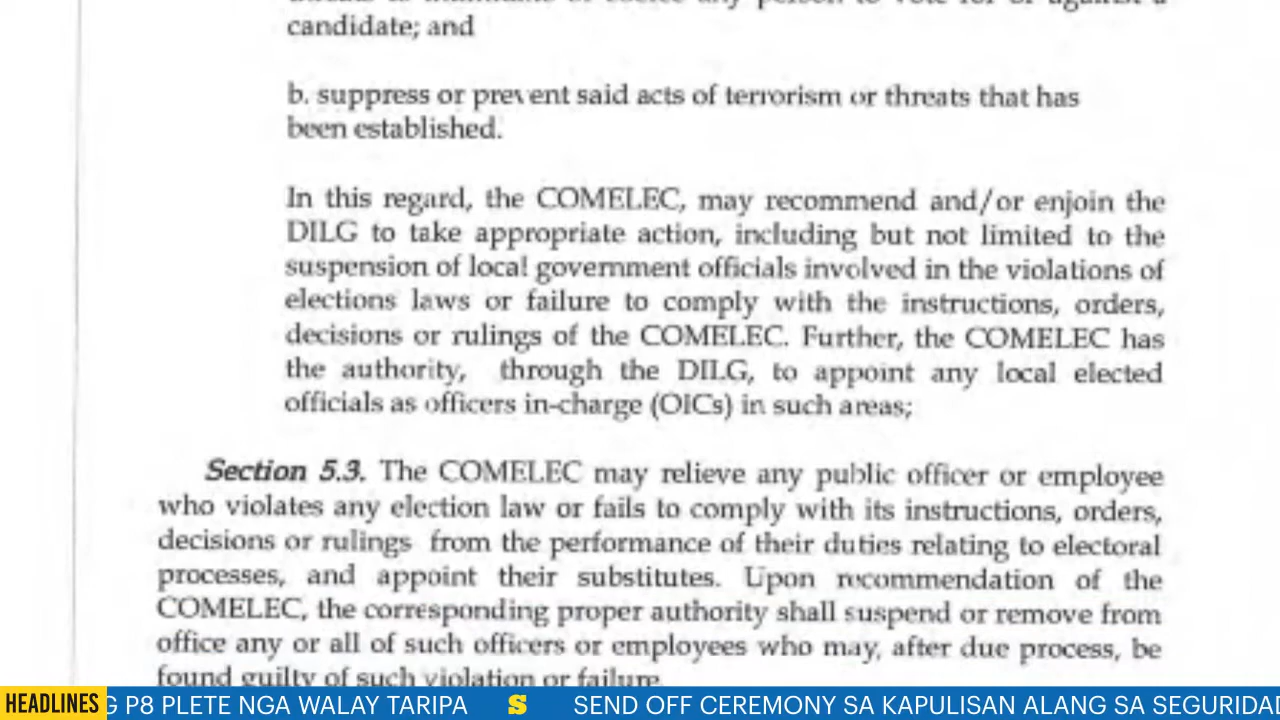 candidate; and
b. suppress or prevent said acts of terrorism or threats that has
been established.
In this regard, the COMELEC, may recommend and/or enjoin the
DILG to take appropriate action, including but not limited to the
suspension of local government officials involved in the violations of
elections laws or failure to comply with the instructions, orders,
decisions or rulings of the COMELEC. Further, the COMELEC has
the authority, through the DILG, to appoint any local elected
officials as officers in-charge (OICs) in such areas;
Section 5.3. The COMELEC may relieve any public officer or employee
who violates any election law or fails to comply with its instructions, orders,
decisions or rulings from the performance of their duties relating to electoral
processes, and appoint their substitutes. Upon recommendation of the
COMELEC, the corresponding proper authority shall suspend or remove from
office any or all of such officers or employees who may, after due process, be
found guilty of such violation or failure.
HEADLINES G P8 PLETE NGA WALAY TARIPA S SEND OFF CEREMONY SA KAPULISAN ALANG SA SEGURIDAD